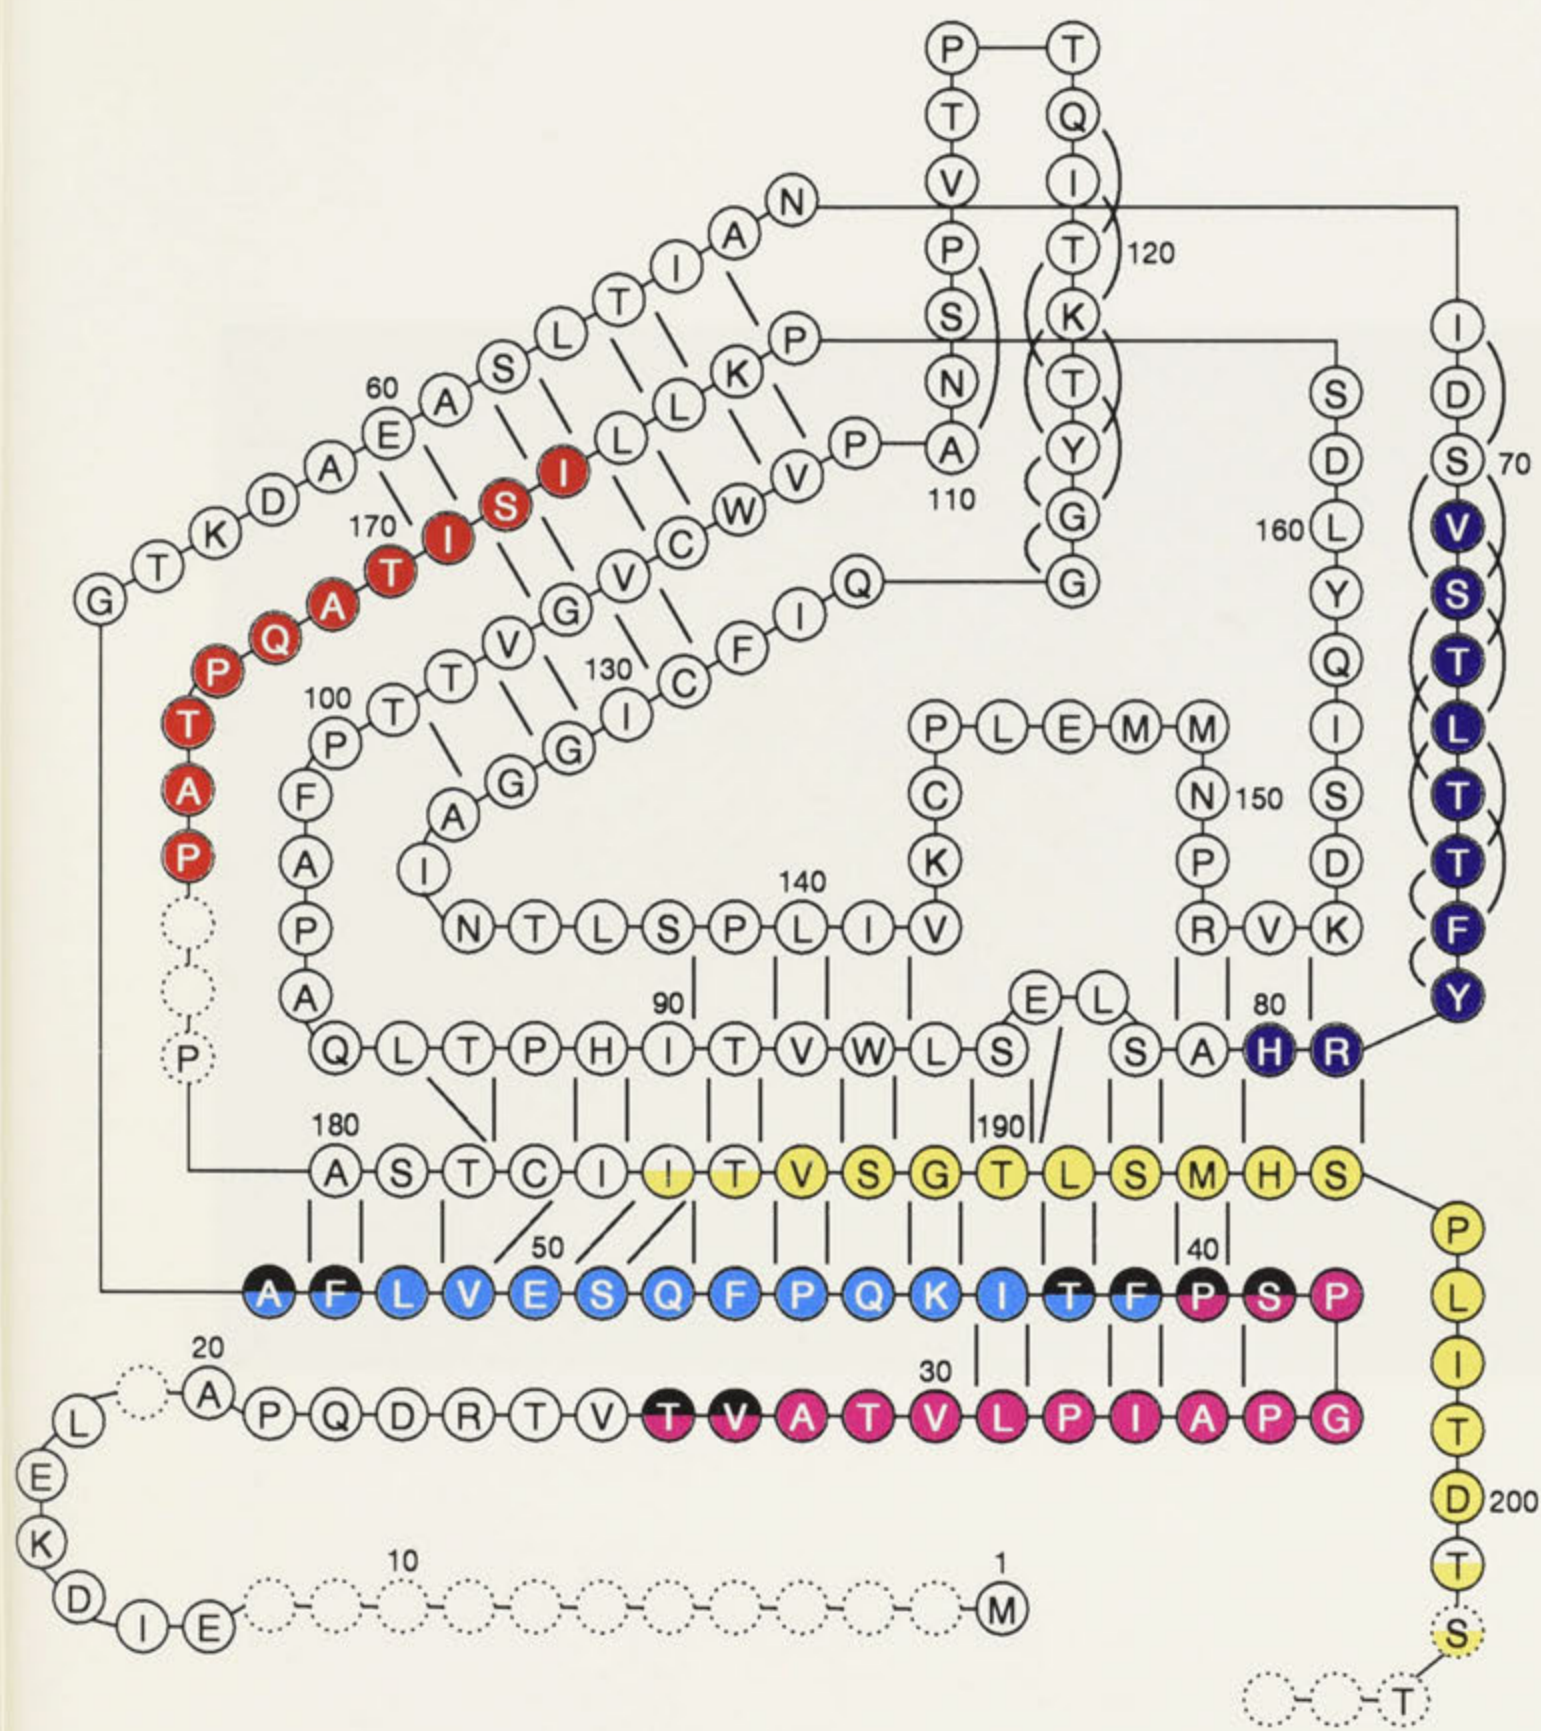 P T
T Q
V I
P T 120
S K
N T
A Y
110 G
G
G T K D A E A S L T I A N
60
I
D
S 70
V
S
T
L
T
T
F
Y
P A T P Q A T I S I L L K P
170
S
D
L 160
Y
Q
I
S
D
K
A P A F P T T V G V C W V P
100
I A G G I C F I Q
130
P L E M M
C N 150
K P
N T L S P L I V R V
140
E L
Q L T P H I T V W L S S A H R
90 80
180 190
A S T C I I T V S G T L S M H S
50 40
A F L V E S Q F P Q K I T F P S P
20 30
A P Q D R T V T V A T V L P I A P G
P
P
L
I
T
D 200
T
S
T
L
E
K
D
I E
10 1
M